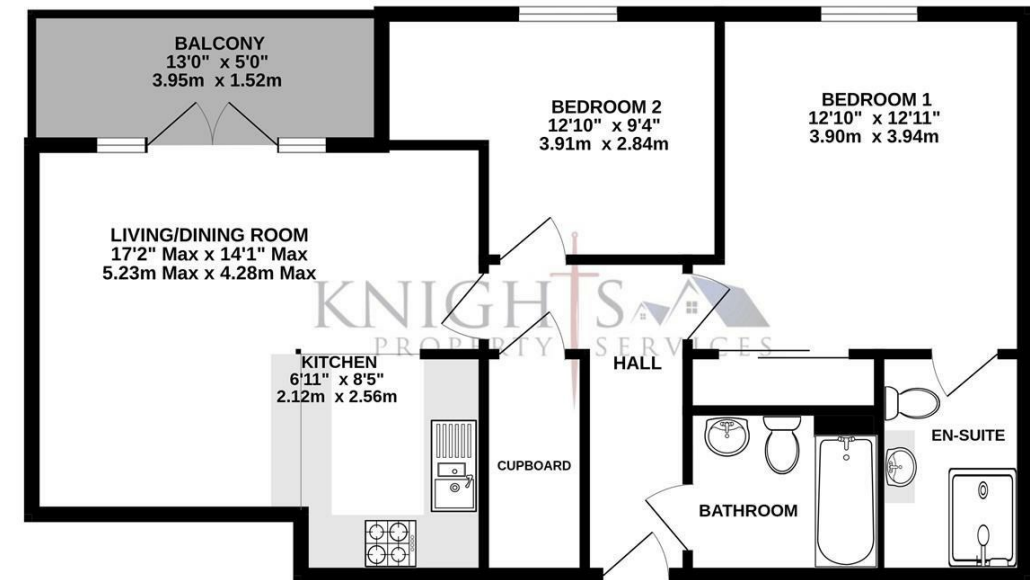 BALCONY
13'0" x 5'0"
3.95m x 1.52m
BEDROOM 2
12'10" x 9'4"
3.91m x 2.84m
BEDROOM 1
12'10" x 12'11"
3.90m x 3.94m
LIVING/DINING ROOM
17'2" Max x 14'1" Max
5.23m Max x 4.28m Max
KNIGHTS
PROPERTY SERVICES
KITCHEN
6'11" x 8'5"
2.12m x 2.56m
HALL
CUPBOARD
EN-SUITE
BATHROOM